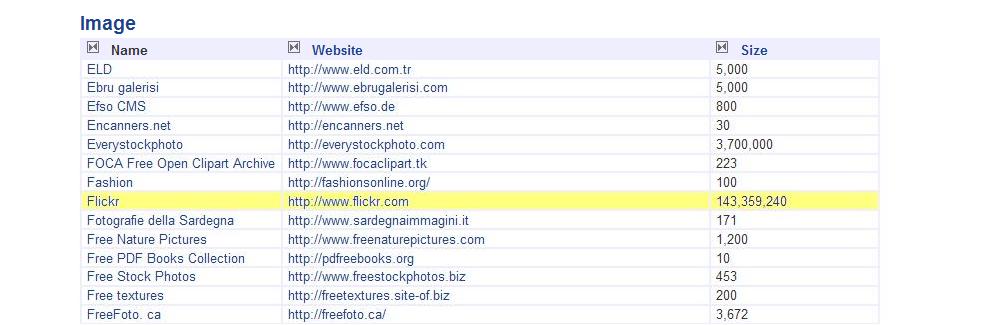 Image
Name Website Size
ELD http://www.eld.com.tr 5,000
Ebru galerisi http://www.ebrugalerisi.com 5,000
Efso CMS http://www.efso.de 800
Encanners.net http://encanners.net 30
Everystockphoto http://everystockphoto.com 3,700,000
FOCA Free Open Clipart Archive http://www.focaclipart.tk 223
Fashion http://fashionsonline.org/ 100
Flickr http://www.flickr.com 143,359,240
Fotografie della Sardegna http://www.sardegnaimmagini.it 171
Free Nature Pictures http://www.freenaturepictures.com 1,200
Free PDF Books Collection http://pdfreebooks.org 10
Free Stock Photos http://www.freestockphotos.biz 453
Free textures http://freetextures.site-of.biz 200
FreeFoto. ca http://freefoto.ca/ 3,672